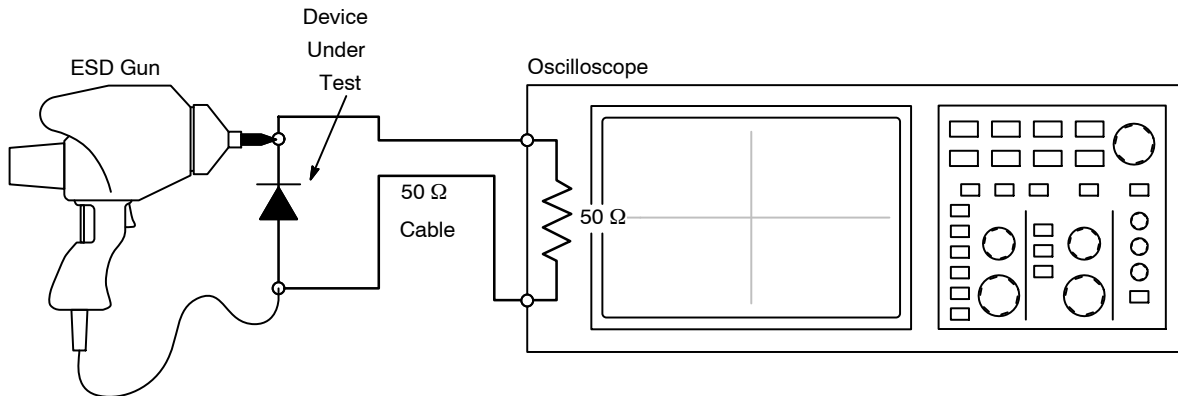 Device
Under
Test
ESD Gun
Oscilloscope
50 Ω
Cable
50 Ω